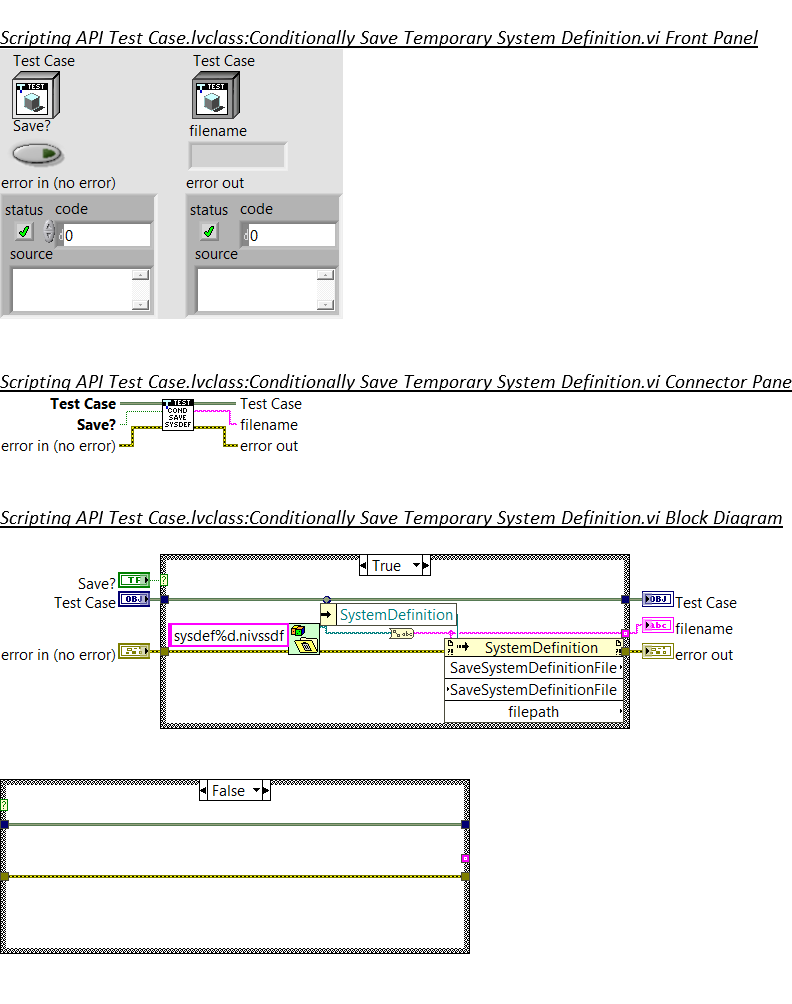 Scripting API Test Case.lvclass:Conditionally Save Temporary System Definition.vi Front Panel
Test Case
Test Case
TEST
TEST
Save?
filename
error in (no error)
error out
status code
status code
d0
d0
source
source
Scripting API Test Case.lvclass:Conditionally Save Temporary System Definition.vi Connector Pane
Test Case
TEST
Test Case
Save?
COND
SAVE
SYSDEF
filename
error in (no error)
error out
Scripting API Test Case.lvclass:Conditionally Save Temporary System Definition.vi Block Diagram
True
Save?
TF
?
Test Case
OBJ
OBJ
Test Case
SystemDefinition
sysdef%d.nivssdf
abc
abc
filename
error in (no error)
SystemDefinition
error out
SaveSystemDefinitionFile
SaveSystemDefinitionFile
filepath
False
?